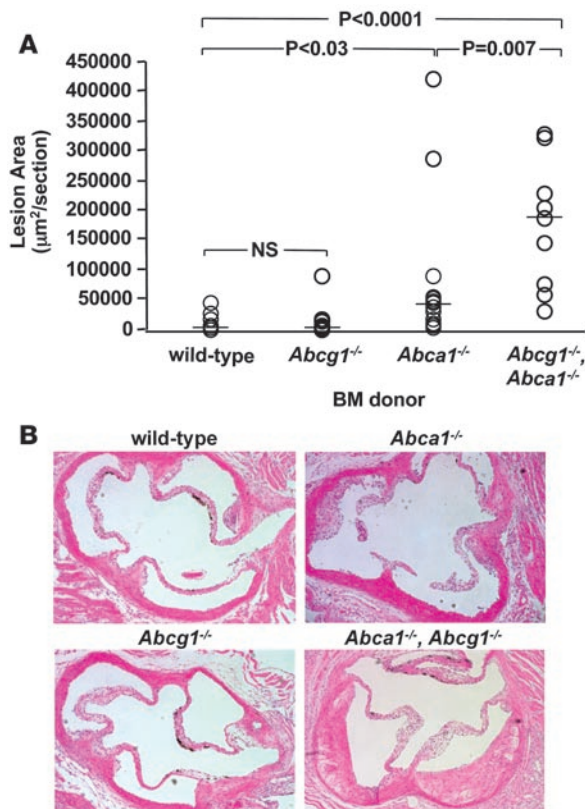 A
P<0.0001
P<0.03
P=0.007
450000
400000
350000
300000
250000
200000
150000
100000
50000
0
Lesion Area
(µm²/section)
NS
wild-type
Abcg1-/-
Abca1-/-
Abcg1-/-,
Abca1-/-
BM donor
B
wild-type
Abca1-/-
Abcg1-/-
Abca1-/-, Abcg1-/-